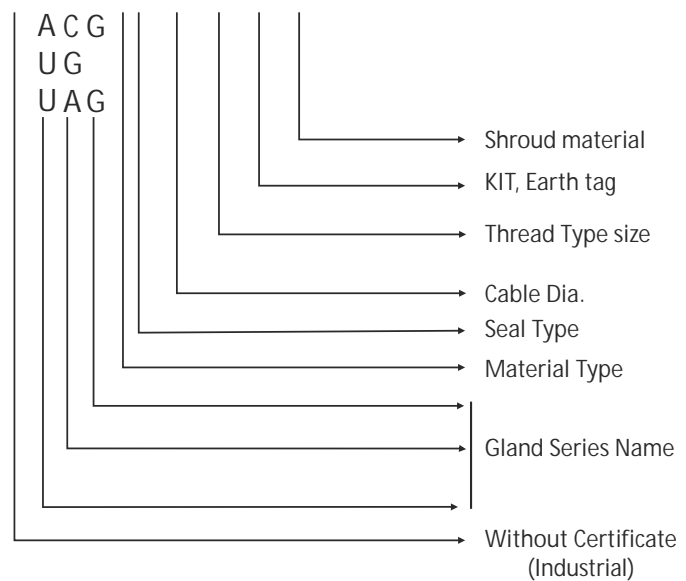 A C G
U G
U A G
Shroud material
KIT, Earth tag
Thread Type size
Cable Dia.
Seal Type
Material Type
Gland Series Name
Without Certificate
(Industrial)